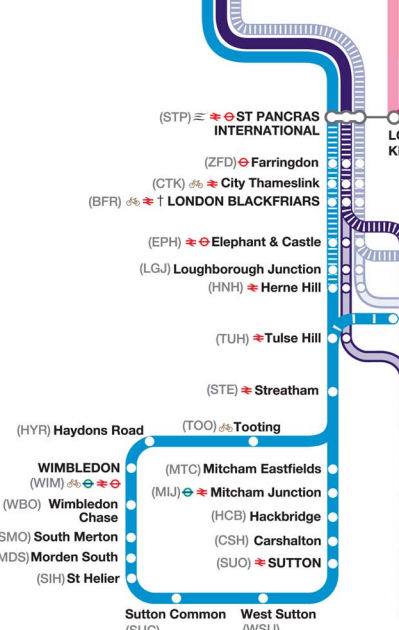 (STP) ST PANCRAS
INTERNATIONAL
L
K
(ZFD) Farringdon
(CTK) City Thameslink
(BFR) † LONDON BLACKFRIARS
(EPH) Elephant & Castle
(LGJ) Loughborough Junction
(HNH) Herne Hill
(TUH) Tulse Hill
(STE) Streatham
(HYR) Haydons Road
(TOO) Tooting
WIMBLEDON
(WIM)
(WBO) Wimbledon
Chase
SMO) South Merton
MDS) Morden South
(SIH) St Helier
(MTC) Mitcham Eastfields
(MIJ) Mitcham Junction
(HCB) Hackbridge
(CSH) Carshalton
(SUO) SUTTON
Sutton Common
West Sutton